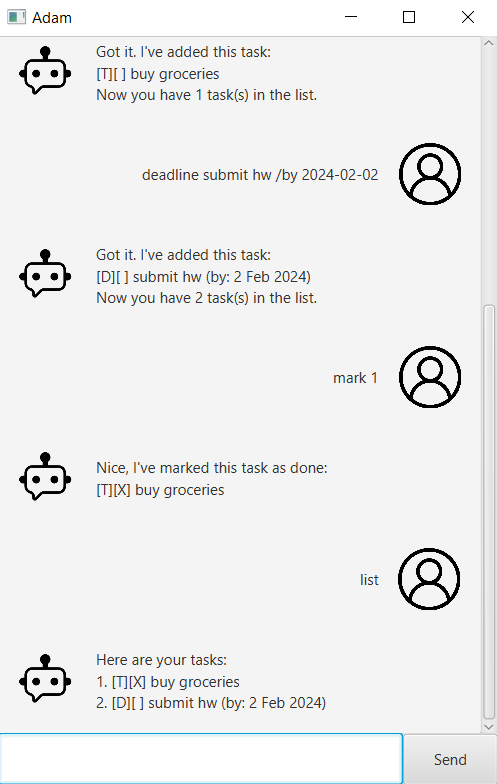 Adam
Got it. I've added this task:
[T][ ] buy groceries
Now you have 1 task(s) in the list.
deadline submit hw /by 2024-02-02
Got it. I've added this task:
[D][ ] submit hw (by: 2 Feb 2024)
Now you have 2 task(s) in the list.
mark 1
Nice, I've marked this task as done:
[T][X] buy groceries
list
Here are your tasks:
1. [T][X] buy groceries
2. [D][ ] submit hw (by: 2 Feb 2024)
Send